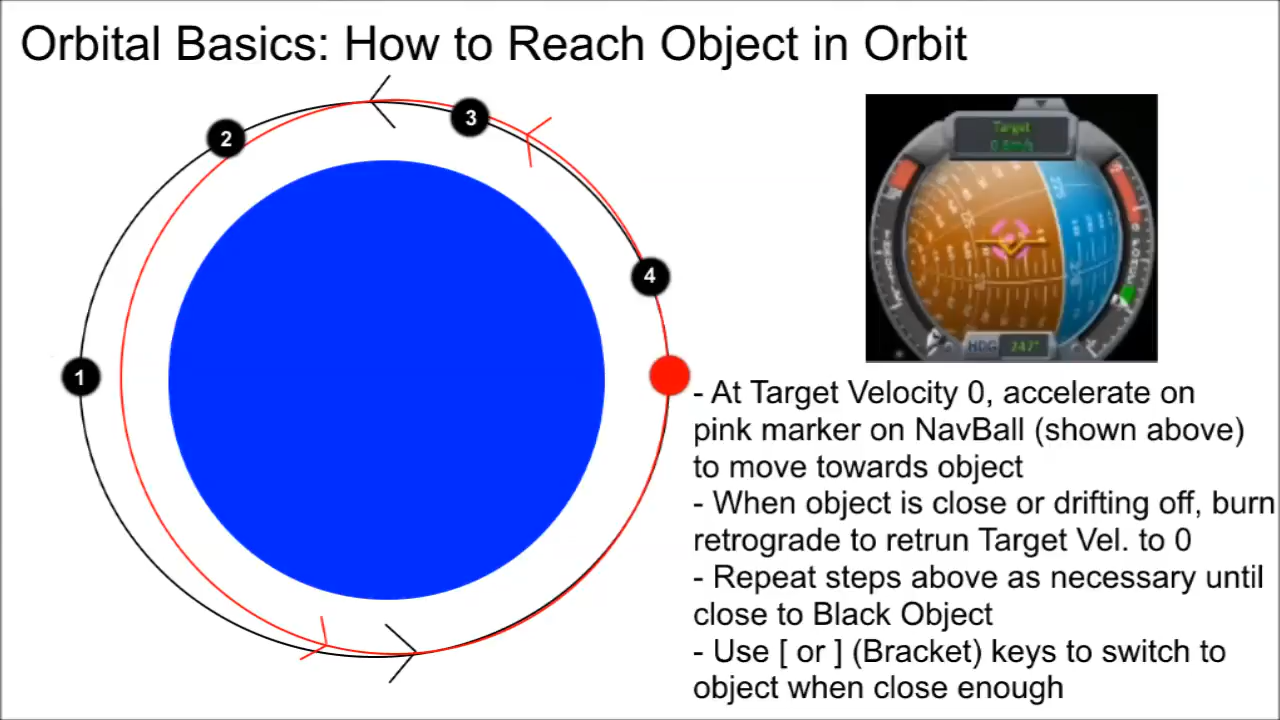 Orbital Basics: How to Reach Object in Orbit
1
2
3
4
Target
HDG 247°
- At Target Velocity 0, accelerate on
pink marker on NavBall (shown above)
to move towards object
- When object is close or drifting off, burn
retrograde to retrun Target Vel. to 0
- Repeat steps above as necessary until
close to Black Object
- Use [ or ] (Bracket) keys to switch to
object when close enough